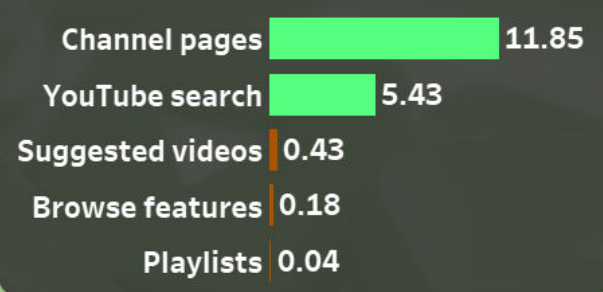 Channel pages 11.85
YouTube search 5.43
Suggested videos 0.43
Browse features 0.18
Playlists 0.04